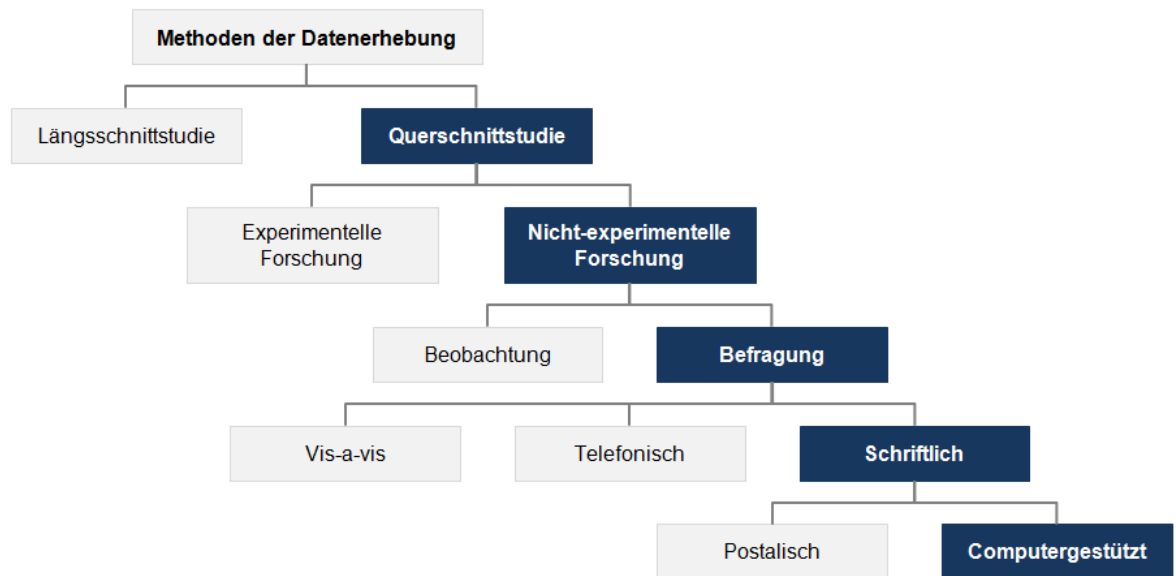 Methoden der Datenerhebung
Längsschnittstudie
Querschnittstudie
Experimentelle
Forschung
Nicht-experimentelle
Forschung
Beobachtung
Befragung
Vis-a-vis
Telefonisch
Schriftlich
Postalisch
Computergestützt